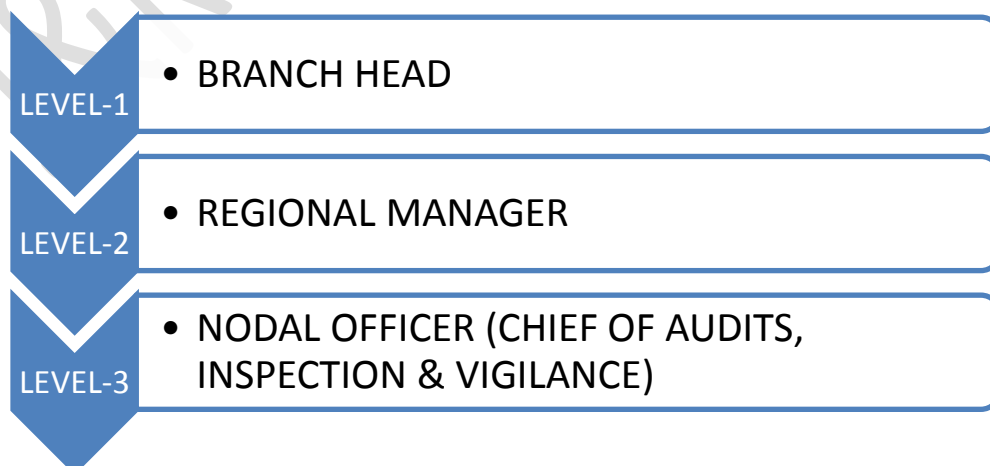 LEVEL-1
• BRANCH HEAD
LEVEL-2
• REGIONAL MANAGER
LEVEL-3
• NODAL OFFICER (CHIEF OF AUDITS,
INSPECTION & VIGILANCE)